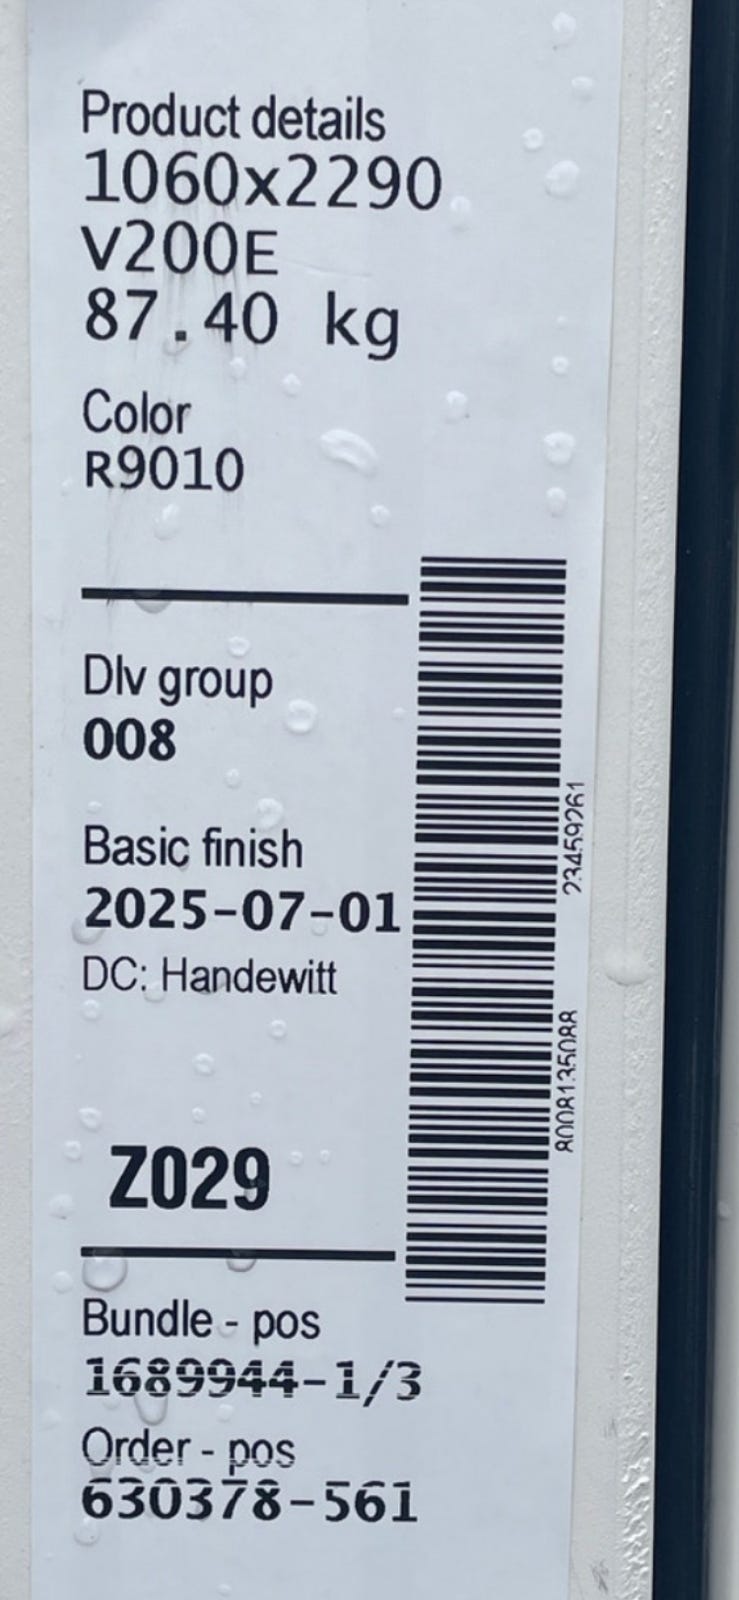 Product details
1060x2290
V200E
87.40 kg
Color
R9010
Dlv group
008
Basic finish
2025-07-01
DC: Handewitt
Z029
Bundle - pos
1689944-1/3
Order - pos
630378-561
23459261
8008135088